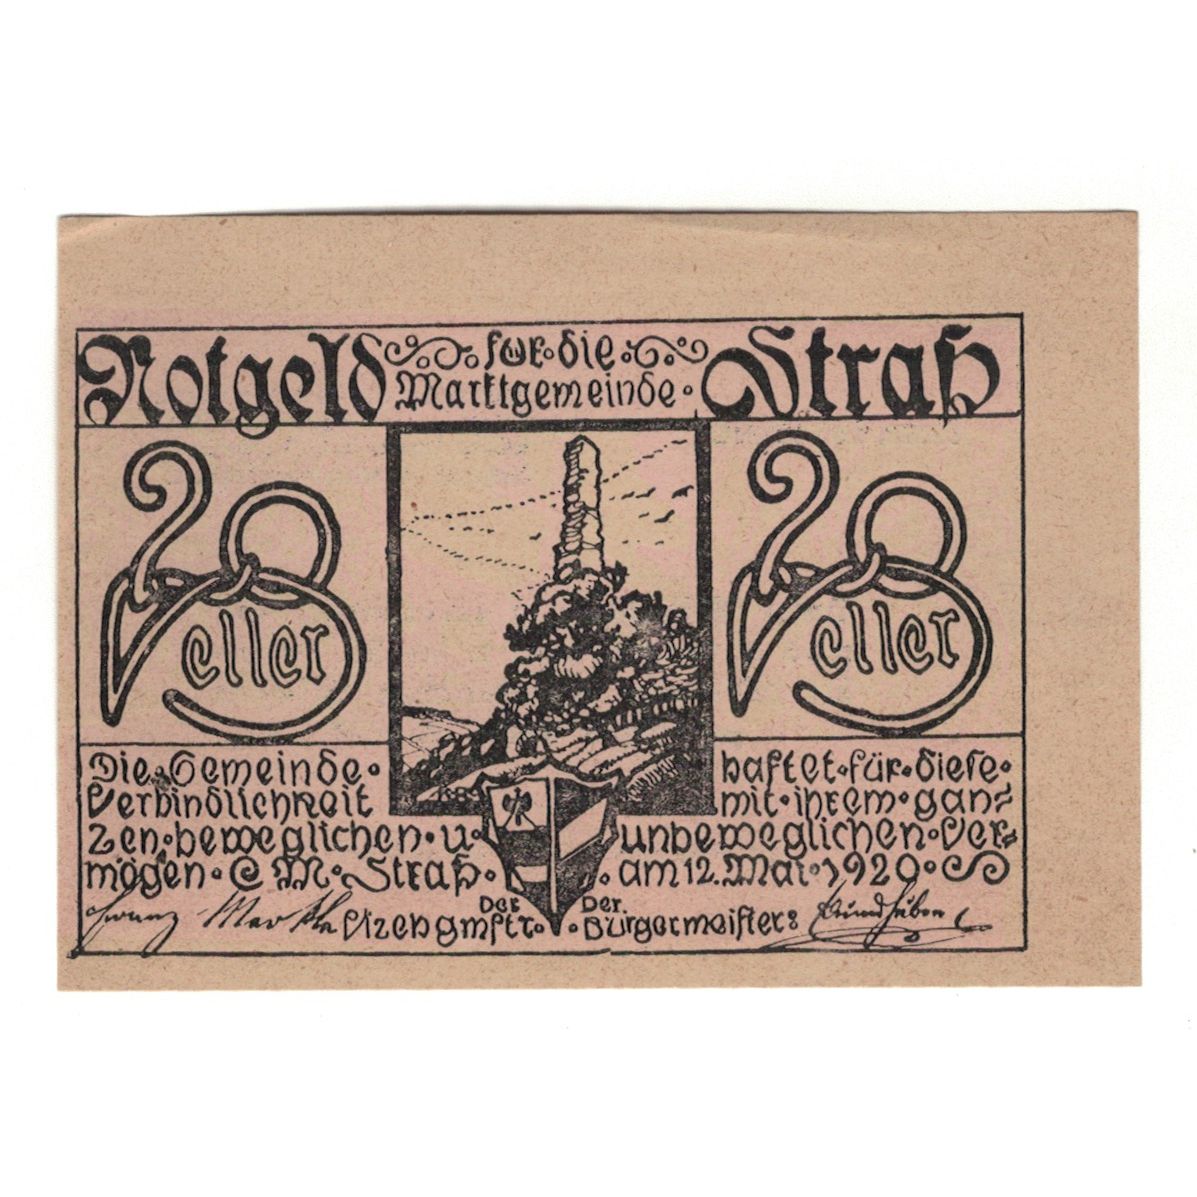 Notgeld für die Straß
Marktgemeinde
20 Heller
20 Heller
Die Gemeinde haftet für diese
Verbindlichkeit mit ihrem gan=
zen beweglichen u. unbeweglichen Ver=
mögen. M. Straß am 12. Mai 1920
Der Vizebgmstr. Der Bürgermeister: